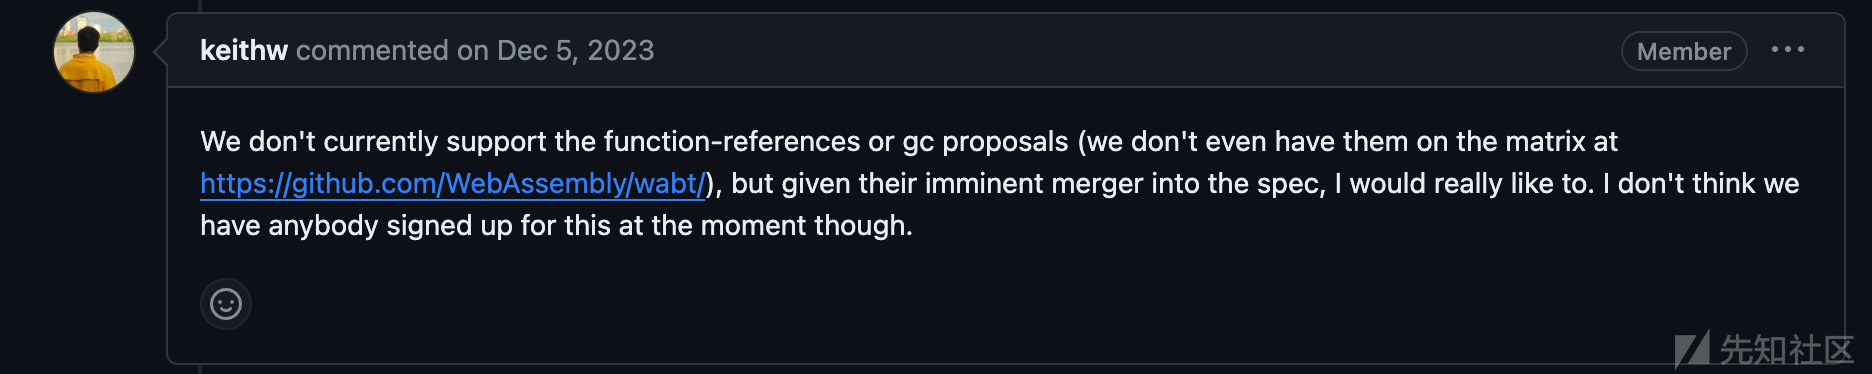 keithw commented on Dec 5, 2023
Member
We don't currently support the function-references or gc proposals (we don't even have them on the matrix at
https://github.com/WebAssembly/wabt/), but given their imminent merger into the spec, I would really like to. I don't think we
have anybody signed up for this at the moment though.
先知社区